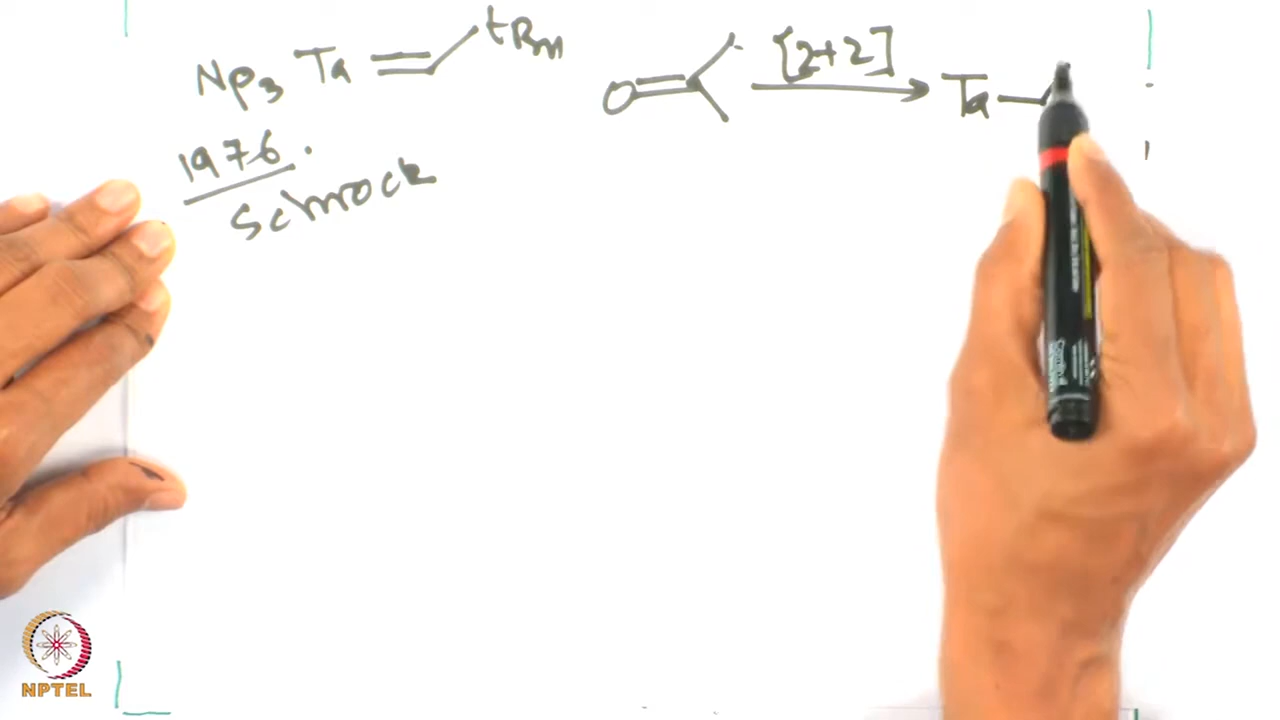 Np3 Ta = tBu
O = [2+2] Ta
1976.
Schrock
NPTEL